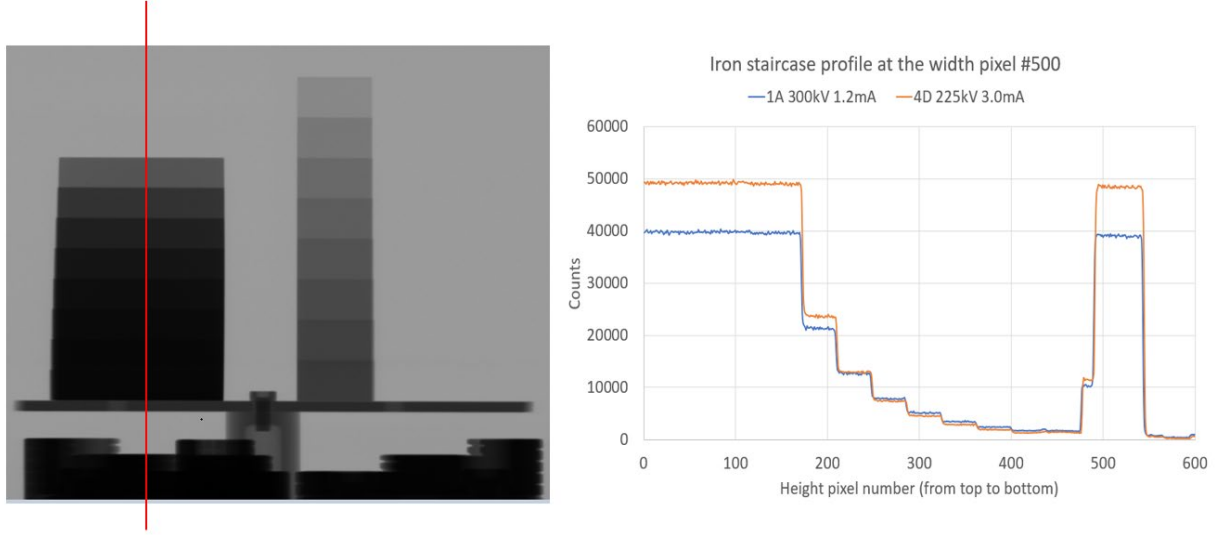 Iron staircase profile at the width pixel #500
1A 300kV 1.2mA 4D 225kV 3.0mA
60000
50000
40000
30000
20000
10000
0
Counts
0 100 200 300 400 500 600
Height pixel number (from top to bottom)